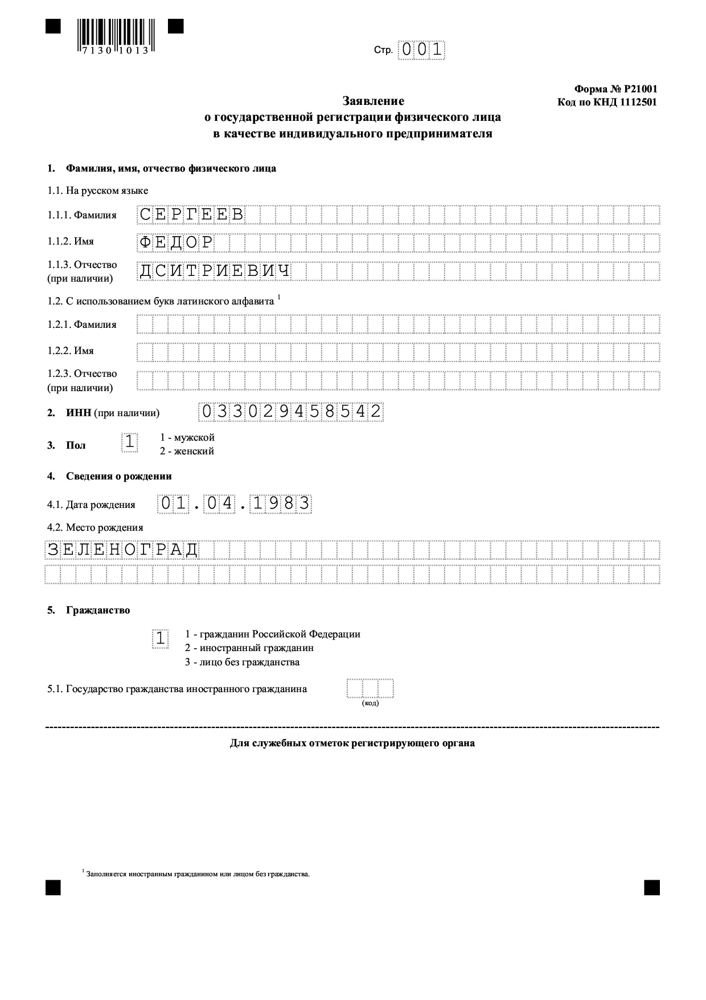 7130 1013
Стр. 001
Форма № Р21001
Код по КНД 1112501
Заявление
о государственной регистрации физического лица
в качестве индивидуального предпринимателя
1. Фамилия, имя, отчество физического лица
1.1. На русском языке
1.1.1. Фамилия СЕРГЕЕВ
1.1.2. Имя ФЕДОР
1.1.3. Отчество
(при наличии) ДСИТРИЕВИЧ
1.2. С использованием букв латинского алфавита 1
1.2.1. Фамилия
1.2.2. Имя
1.2.3. Отчество
(при наличии)
2. ИНН (при наличии) 033029458542
3. Пол 1 1 - мужской
2 - женский
4. Сведения о рождении
4.1. Дата рождения 01.04.1983
4.2. Место рождения
ЗЕЛЕНОГРАД
5. Гражданство
1 1 - гражданин Российской Федерации
2 - иностранный гражданин
3 - лицо без гражданства
5.1. Государство гражданства иностранного гражданина
(код)
Для служебных отметок регистрирующего органа
1 Заполняется иностранным гражданином или лицом без гражданства.